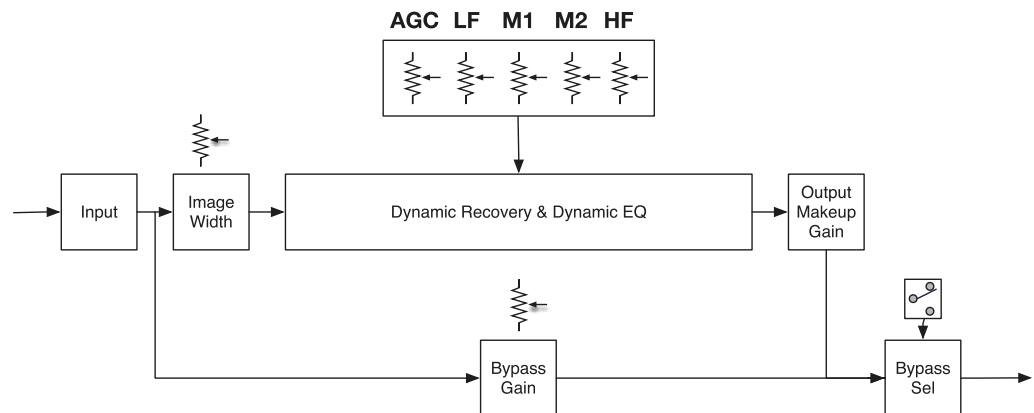 AGC LF M1 M2 HF
Input
Image
Width
Dynamic Recovery & Dynamic EQ
Output
Makeup
Gain
Bypass
Gain
Bypass
Sel